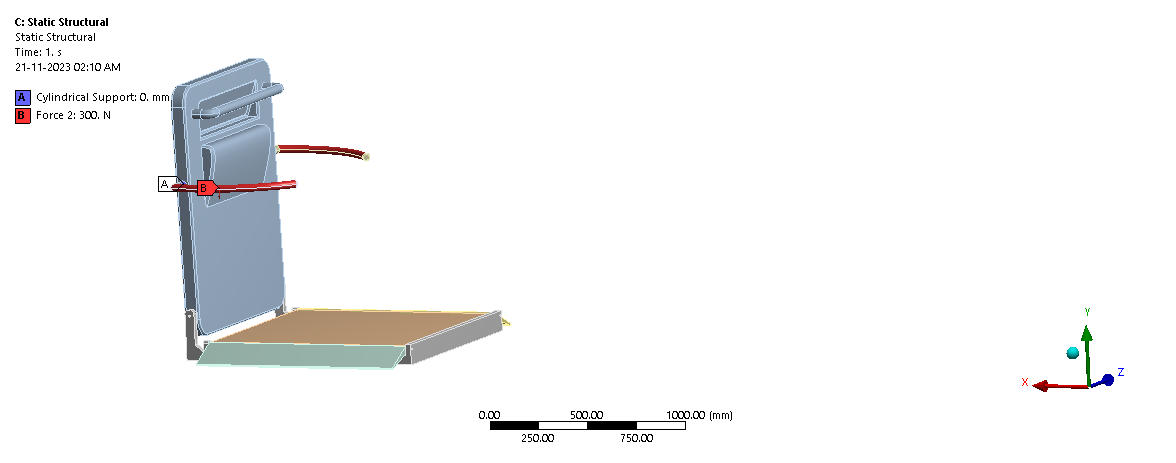 C: Static Structural
Static Structural
Time: 1. s
21-11-2023 02:10 AM
A Cylindrical Support: 0. mm
B Force 2: 300. N
A
B
Y
X
Z
0.00 500.00 1000.00 (mm)
250.00 750.00